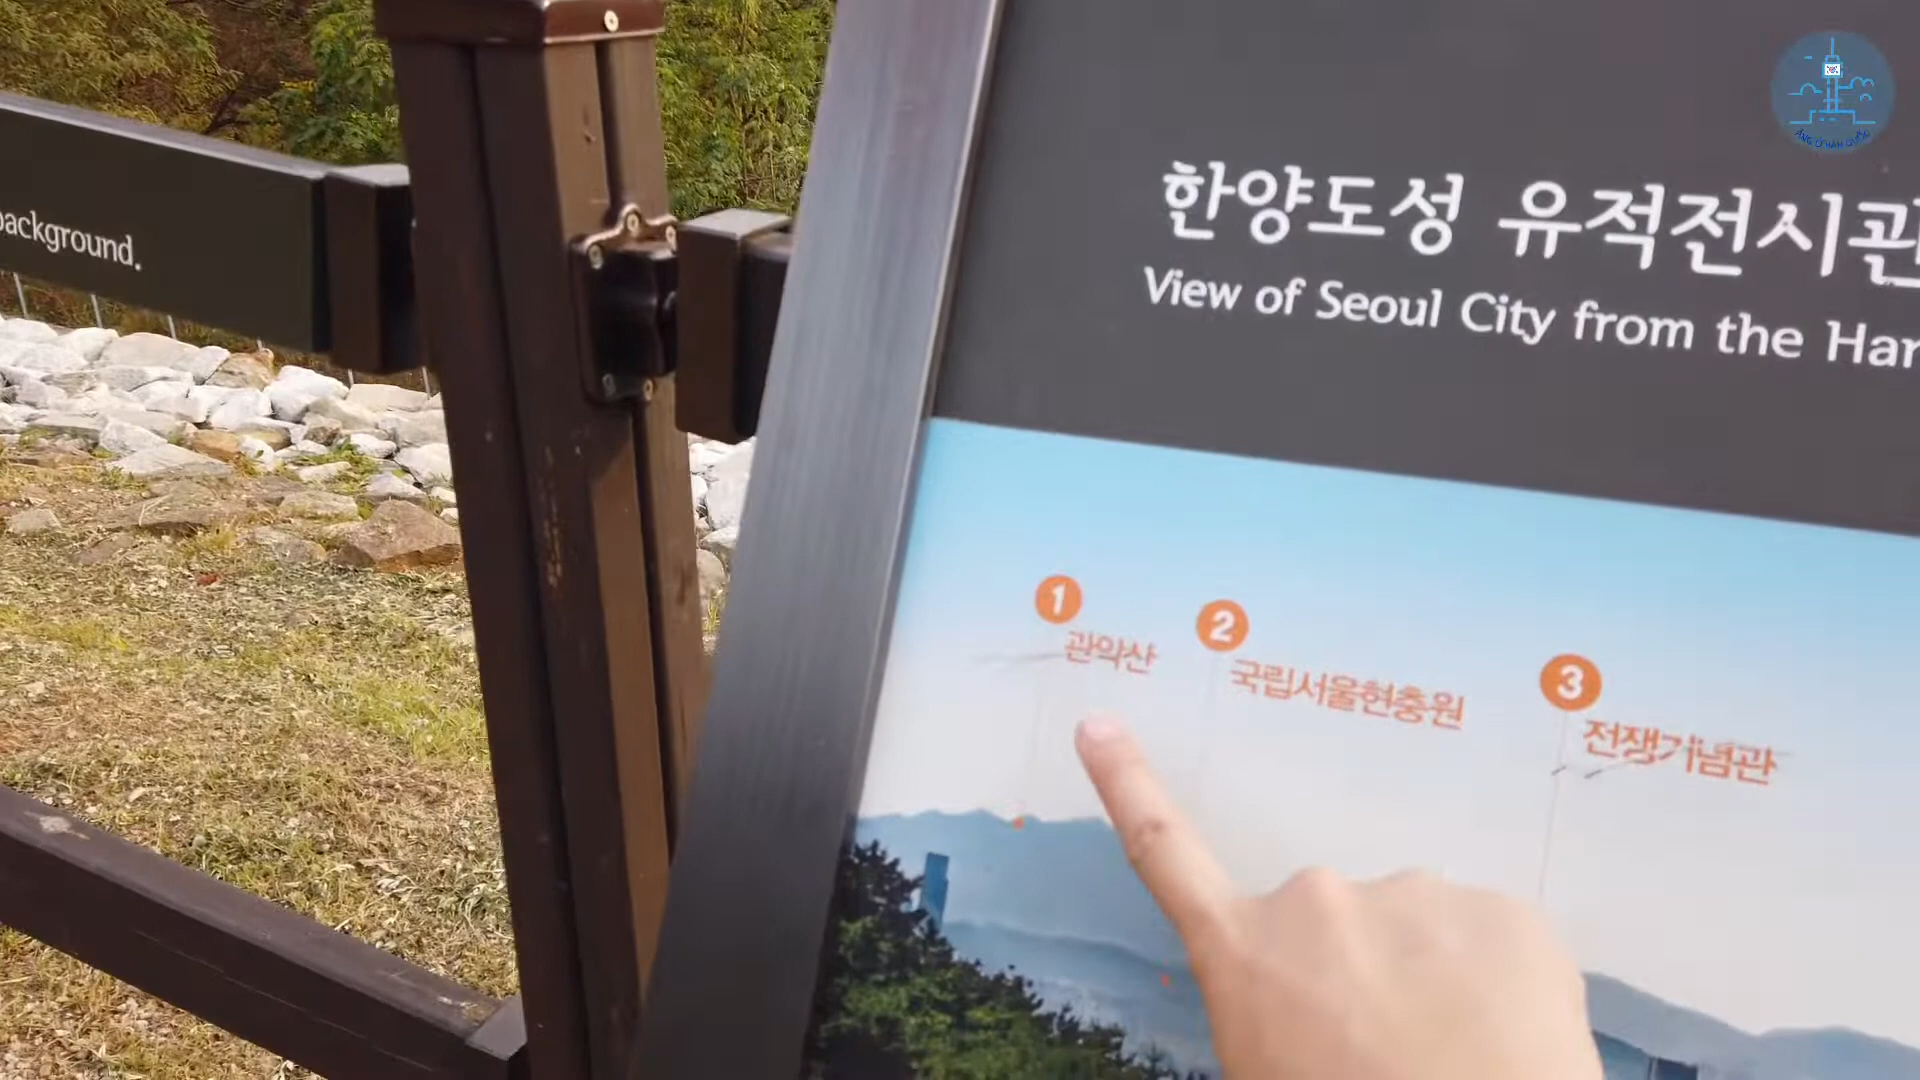 background.
한양도성 유적전시관
View of Seoul City from the
1
관악산
2
국립서울현충원
3
전쟁기념관